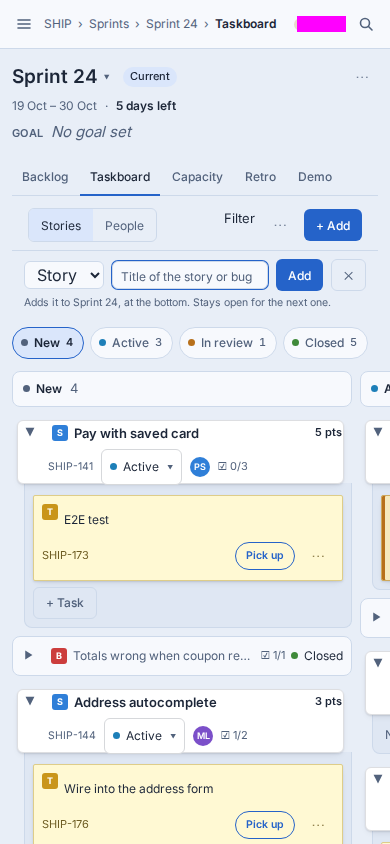 SHIP › Sprints › Sprint 24 › Taskboard
Sprint 24 Current
19 Oct – 30 Oct · 5 days left
GOAL No goal set
Backlog Taskboard Capacity Retro Demo
Stories People Filter ... + Add
Story Title of the story or bug Add ×
Adds it to Sprint 24, at the bottom. Stays open for the next one.
New 4 Active 3 In review 1 Closed 5
New 4 A
S Pay with saved card 5 pts
SHIP-141 Active PS 0/3
T E2E test
SHIP-173 Pick up ...
+ Task
B Totals wrong when coupon re... 1/1 Closed
S Address autocomplete 3 pts
SHIP-144 Active ML 1/2
N
T Wire into the address form
SHIP-176 Pick up ...